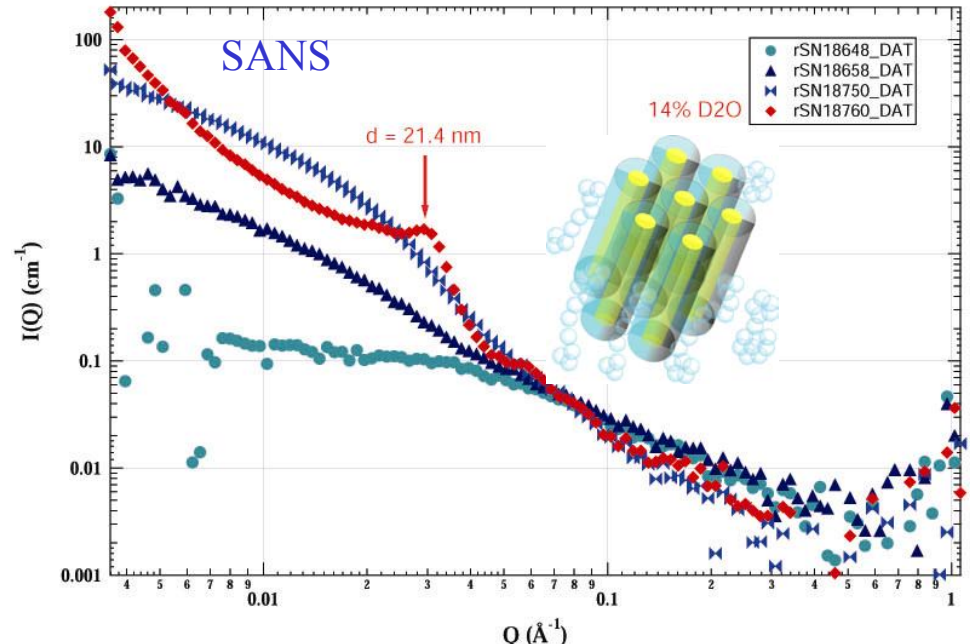 SANS
rSN18648_DAT
rSN18658_DAT
rSN18750_DAT
rSN18760_DAT
14% D2O
d = 21.4 nm
I(Q) (cm⁻¹)
100
10
1
0.1
0.01
0.001
4 5 6 7 8 9 0.01 2 3 4 5 6 7 8 9 0.1 2 3 4 5 6 7 8 9 1
Q (Å⁻¹)